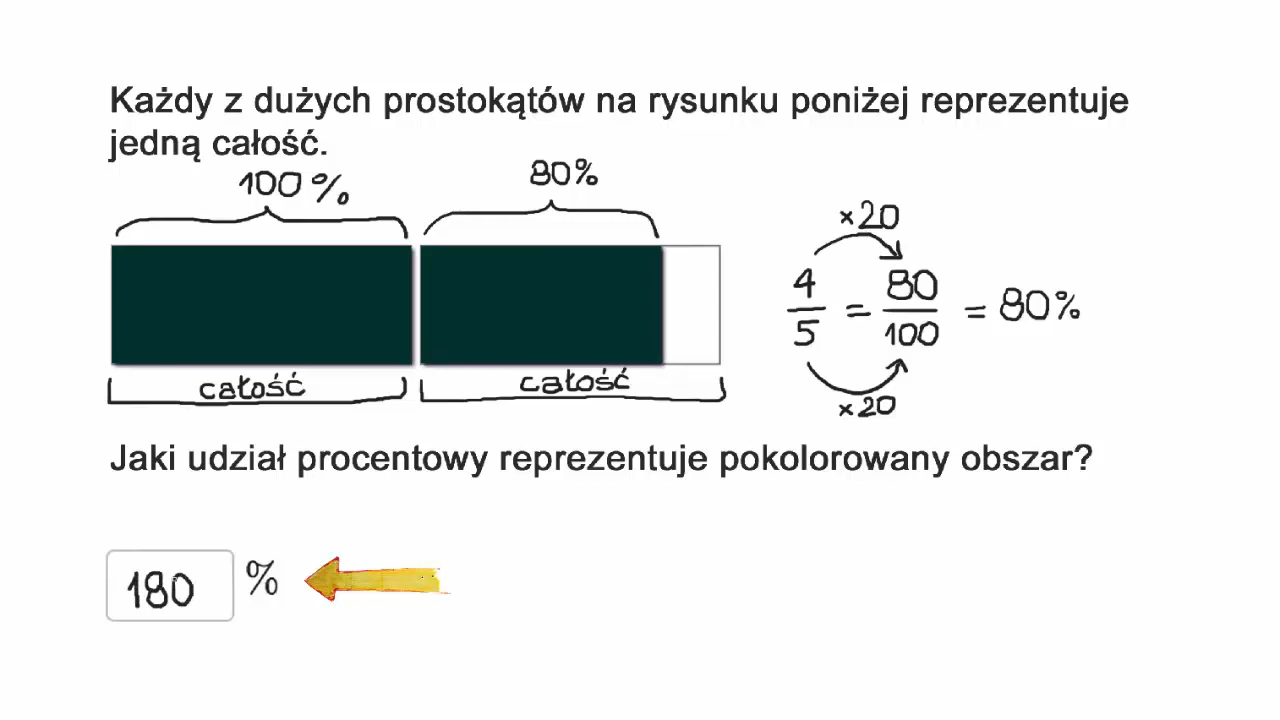 Każdy z dużych prostokątów na rysunku poniżej reprezentuje
jedną całość.
100%
80%
całość
całość
×20
4/5 = 80/100 = 80%
×20
Jaki udział procentowy reprezentuje pokolorowany obszar?
180 %